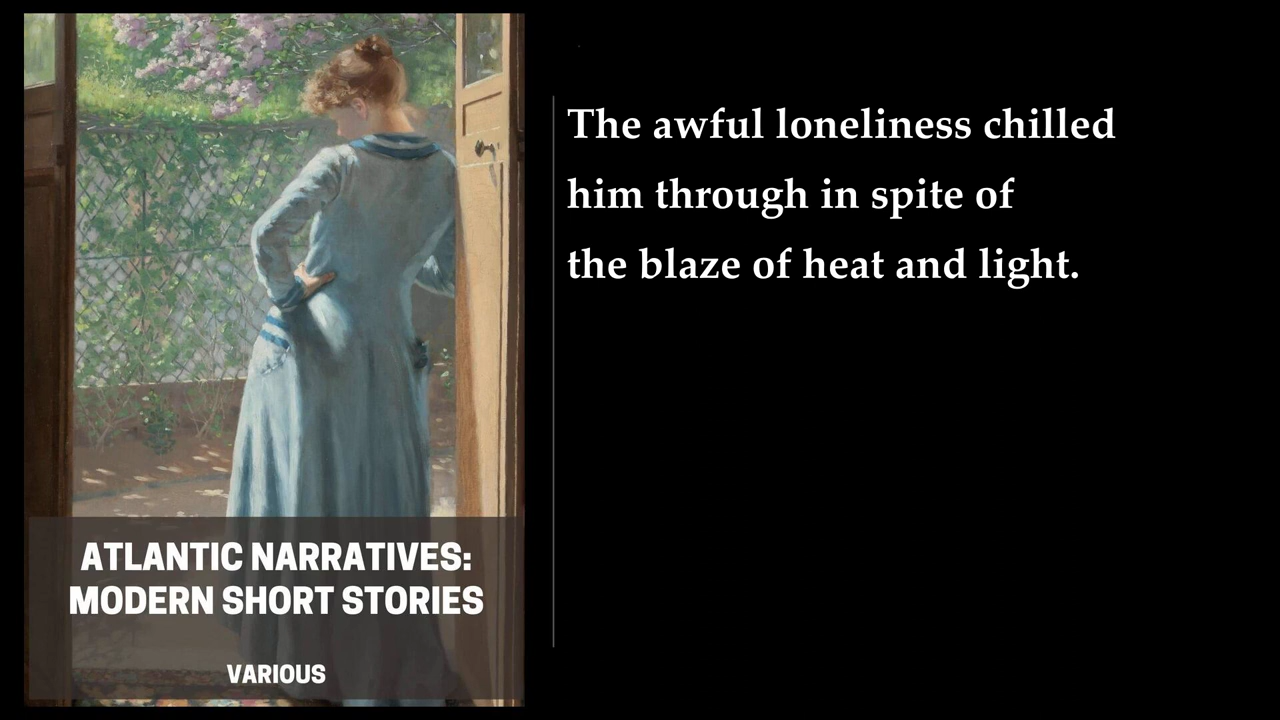 The awful loneliness chilled
him through in spite of
the blaze of heat and light.
ATLANTIC NARRATIVES:
MODERN SHORT STORIES
VARIOUS